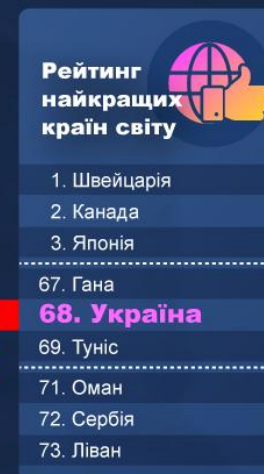 Рейтинг
найкращих
країн світу
1. Швейцарія
2. Канада
3. Японія
67. Гана
68. Україна
69. Туніс
71. Оман
72. Сербія
73. Ліван